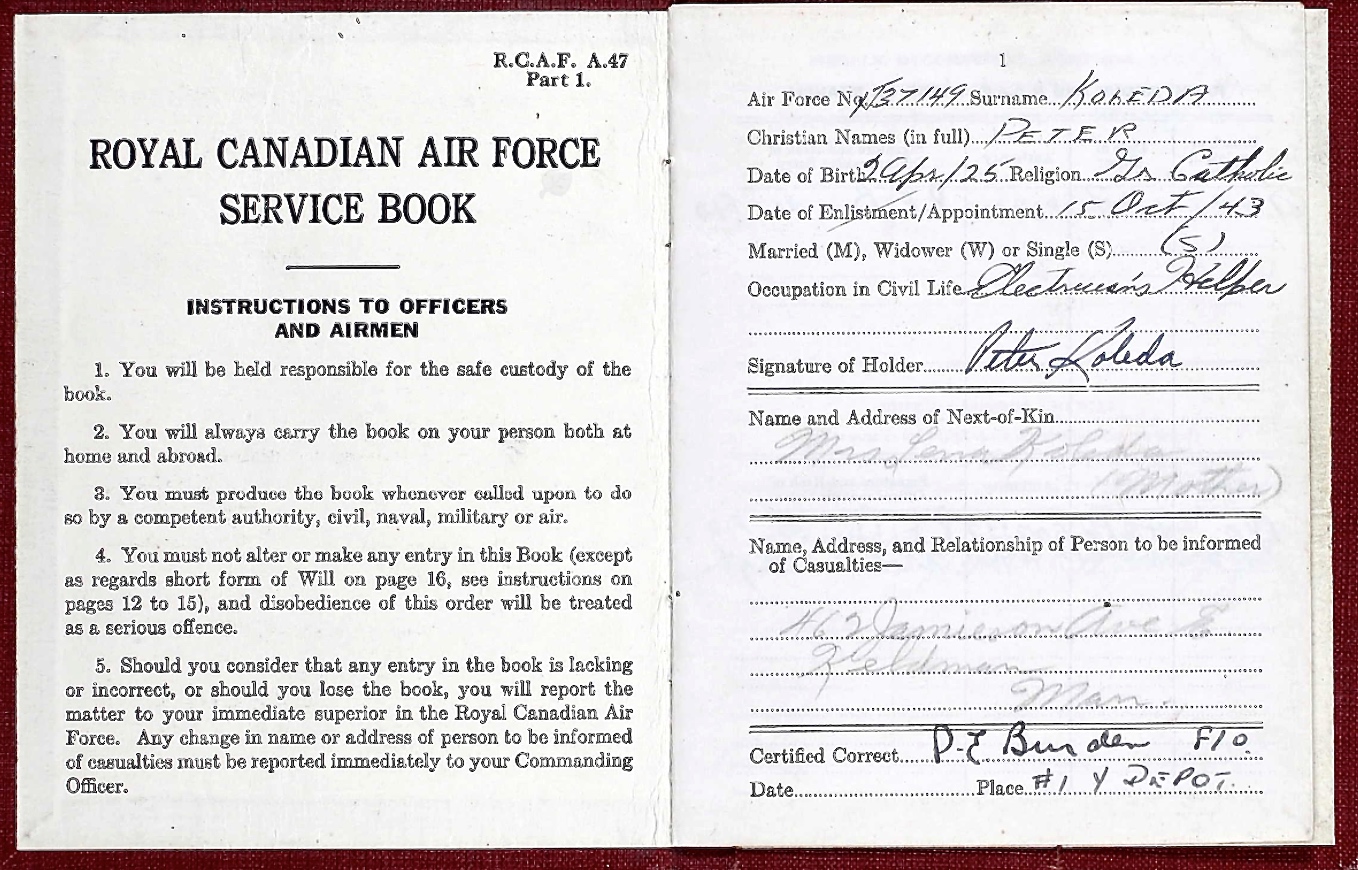 R.C.A.F. A.47
Part 1.
ROYAL CANADIAN AIR FORCE
SERVICE BOOK
INSTRUCTIONS TO OFFICERS
AND AIRMEN
1. You will be held responsible for the safe custody of the
book.
2. You will always carry the book on your person both at
home and abroad.
3. You must produce the book whenever called upon to do
so by a competent authority, civil, naval, military or air.
4. You must not alter or make any entry in this Book (except
as regards short form of Will on page 16, see instructions on
pages 12 to 15), and disobedience of this order will be treated
as a serious offence.
5. Should you consider that any entry in the book is lacking
or incorrect, or should you lose the book, you will report the
matter to your immediate superior in the Royal Canadian Air
Force. Any change in name or address of person to be informed
of casualties must be reported immediately to your Commanding
Officer.
1
Air Force No. J37149 Surname KOLEDA
Christian Names (in full) PETER
Date of Birth 2 Apr/25 Religion Gr Catholic
Date of Enlistment/Appointment 15 Oct/43
Married (M), Widower (W) or Single (S) (S)
Occupation in Civil Life Electrician's Helper
Signature of Holder Peter Koleda
Name and Address of Next-of-Kin
Mrs Lena Koleda
(Mother)
Name, Address, and Relationship of Person to be informed
of Casualties—
Ave E
Man.
Certified Correct P.E Burden F/O
Date Place #1 Y DEPOT.